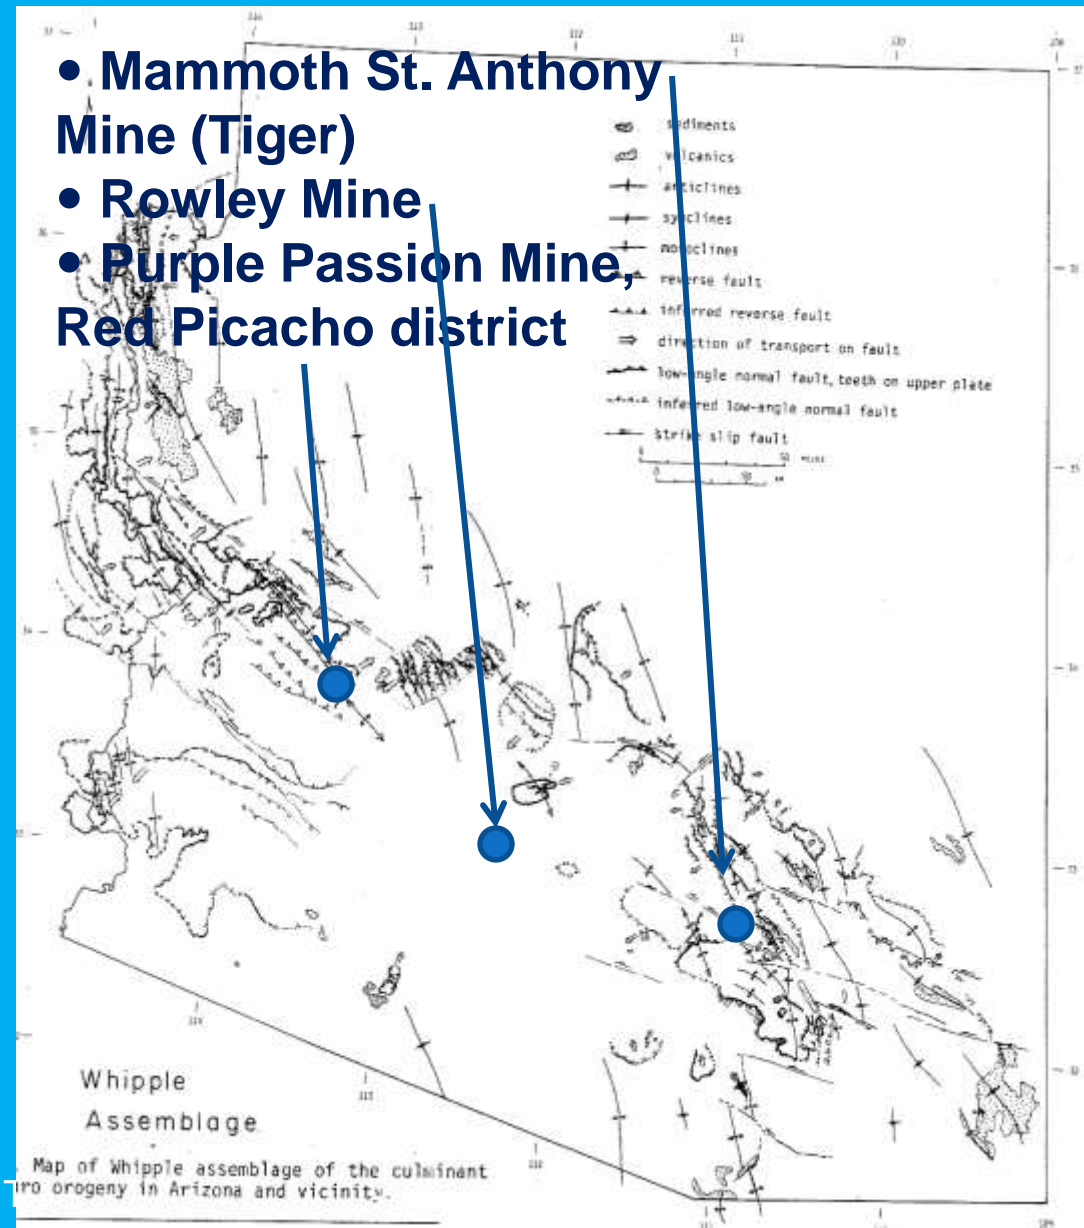 • Mammoth St. Anthony
Mine (Tiger)
• Rowley Mine
• Purple Passion Mine,
Red Picacho district
sediments
volcanics
anticlines
synclines
monoclines
reverse fault
inferred reverse fault
direction of transport on fault
low-angle normal fault, teeth on upper plate
inferred low-angle normal fault
strike slip fault
Whipple
Assemblage
Map of Whipple assemblage of the culminant
orogeny in Arizona and vicinity.